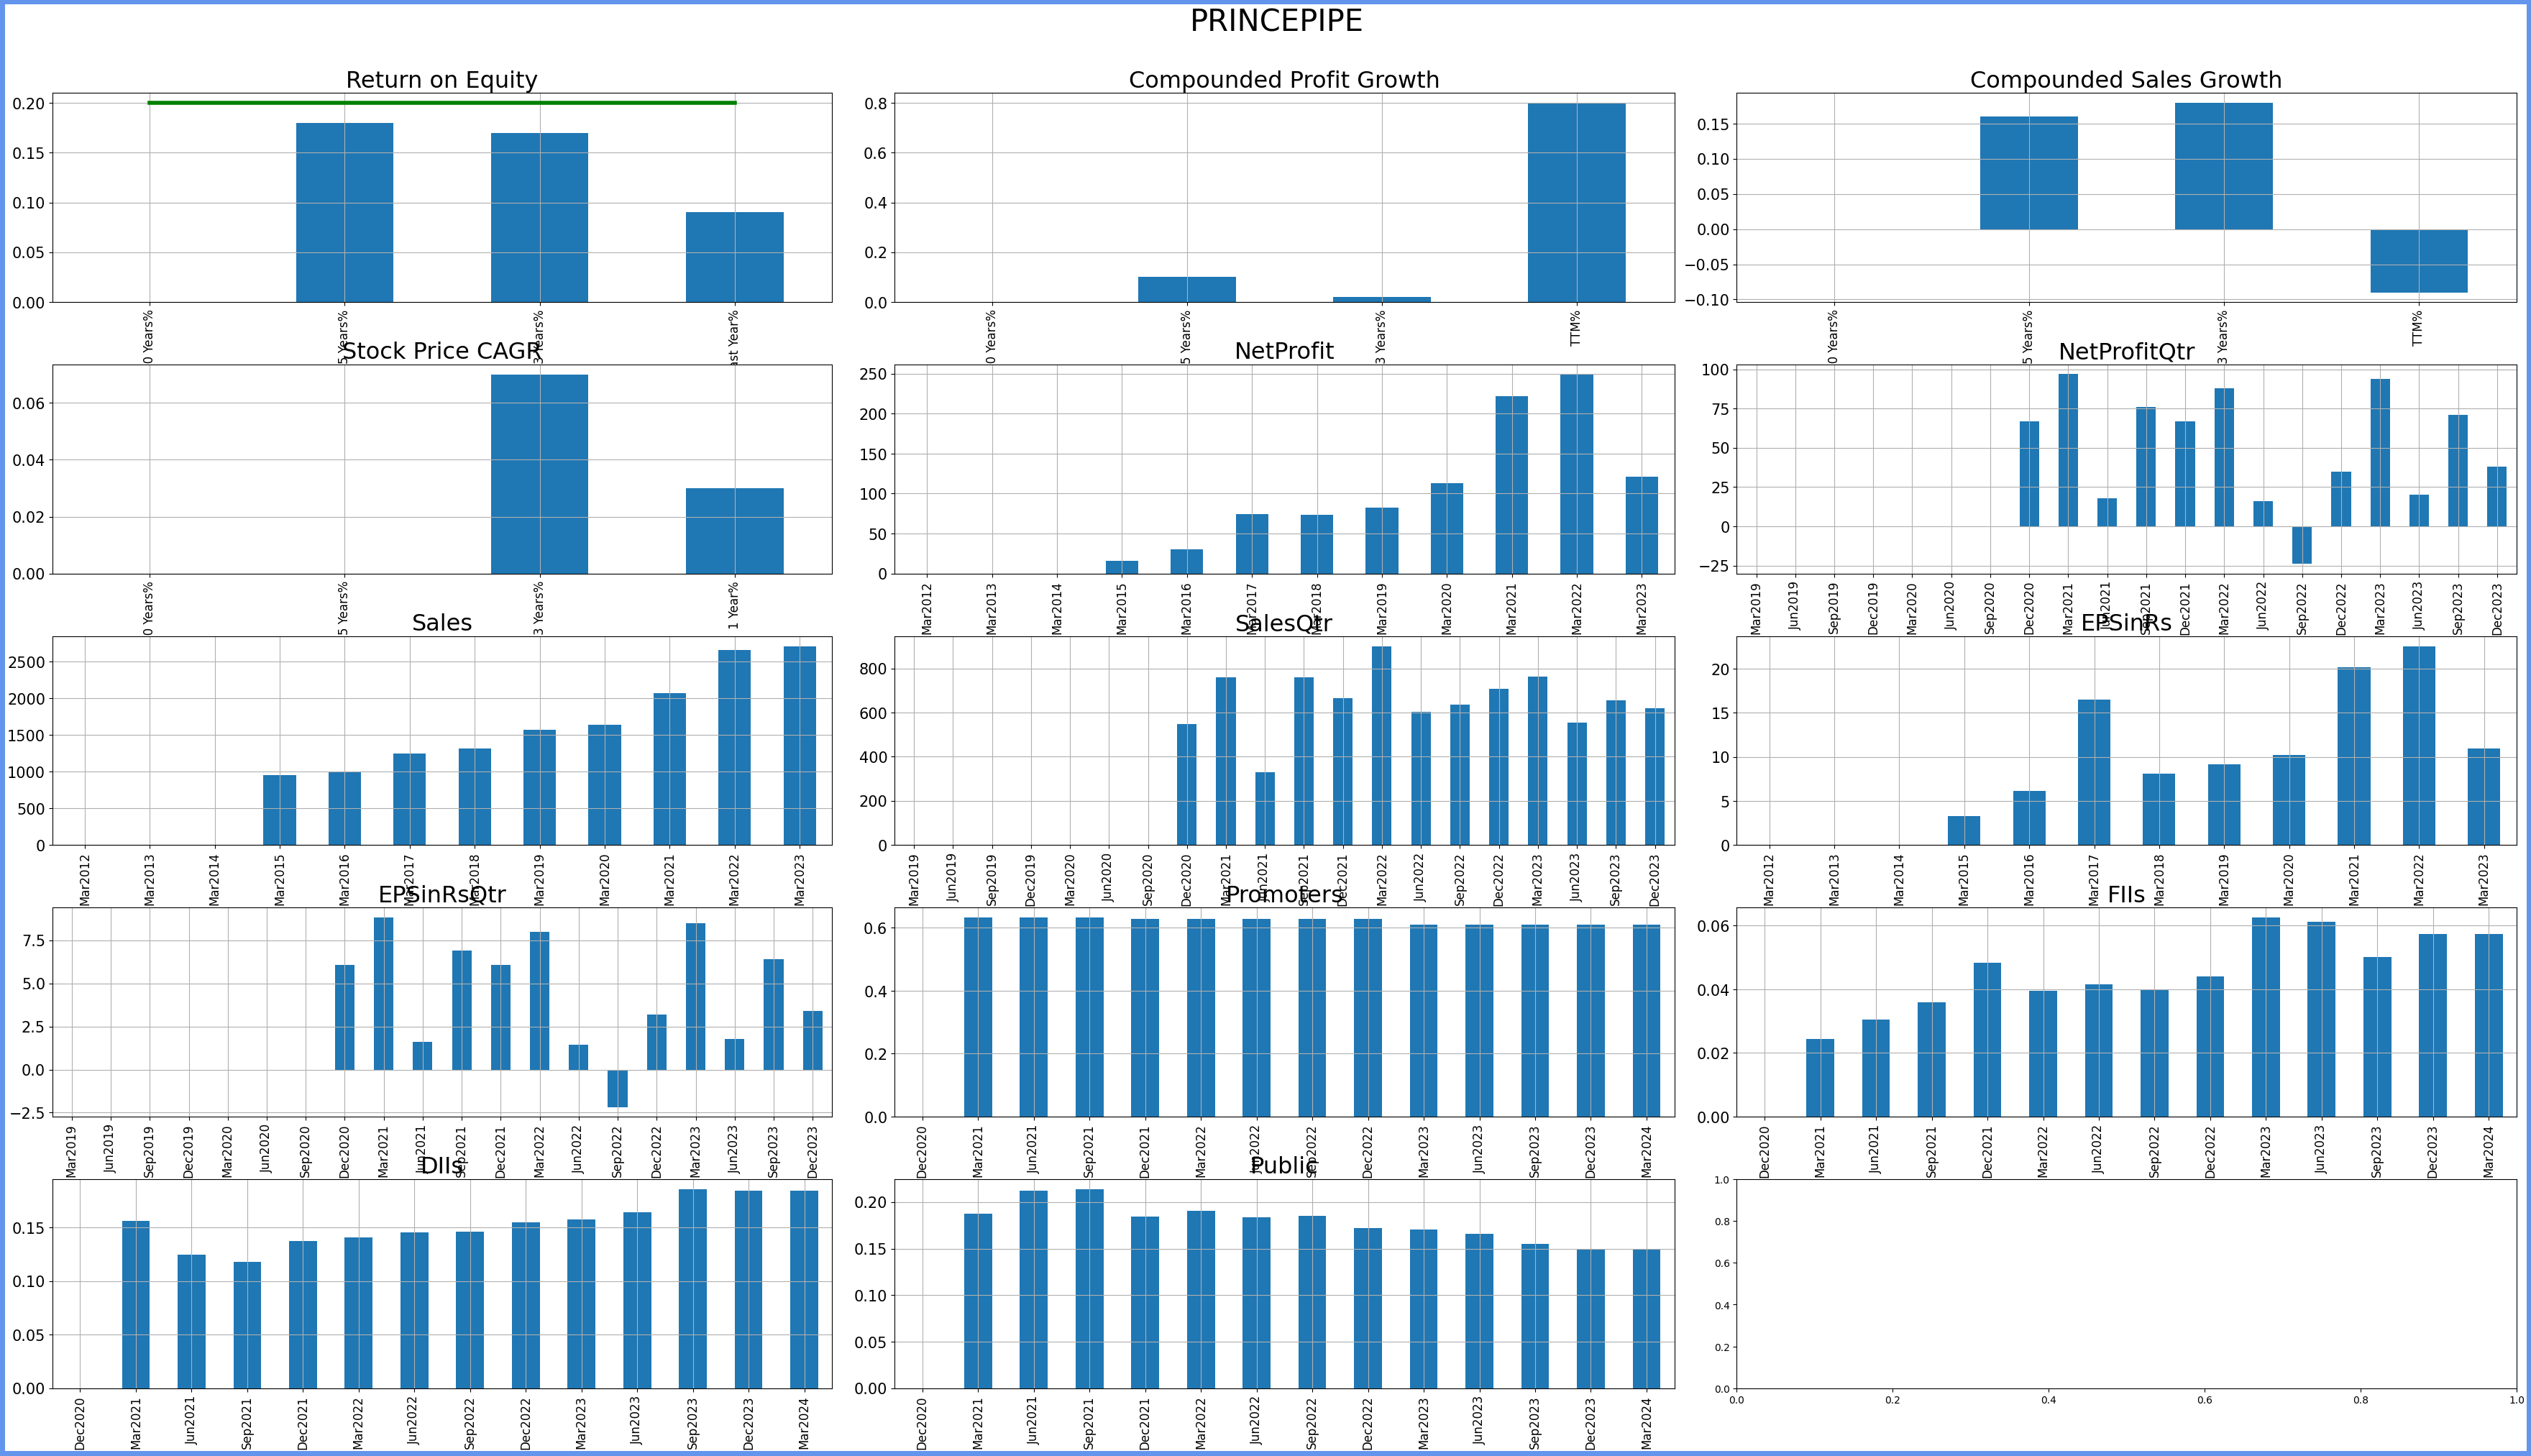 PRINCEPIPE
Return on Equity
0.20
0.15
0.10
0.05
0.00
0 Years%
5 Years%
3 Years%
ast Year%
Compounded Profit Growth
0.8
0.6
0.4
0.2
0.0
0 Years%
5 Years%
3 Years%
TTM%
Compounded Sales Growth
0.15
0.10
0.05
0.00
−0.05
−0.10
0 Years%
5 Years%
3 Years%
TTM%
Stock Price CAGR
0.06
0.04
0.02
0.00
0 Years%
5 Years%
3 Years%
1 Year%
NetProfit
250
200
150
100
50
0
Mar2012
Mar2013
Mar2014
Mar2015
Mar2016
Mar2017
Mar2018
Mar2019
Mar2020
Mar2021
Mar2022
Mar2023
NetProfitQtr
100
75
50
25
0
−25
Mar2019
Jun2019
Sep2019
Dec2019
Mar2020
Jun2020
Sep2020
Dec2020
Mar2021
Jun2021
Sep2021
Dec2021
Mar2022
Jun2022
Sep2022
Dec2022
Mar2023
Jun2023
Sep2023
Dec2023
Sales
2500
2000
1500
1000
500
0
Mar2012
Mar2013
Mar2014
Mar2015
Mar2016
Mar2017
Mar2018
Mar2019
Mar2020
Mar2021
Mar2022
Mar2023
SalesQtr
800
600
400
200
0
Mar2019
Jun2019
Sep2019
Dec2019
Mar2020
Jun2020
Sep2020
Dec2020
Mar2021
Jun2021
Sep2021
Dec2021
Mar2022
Jun2022
Sep2022
Dec2022
Mar2023
Jun2023
Sep2023
Dec2023
EPSinRs
20
15
10
5
0
Mar2012
Mar2013
Mar2014
Mar2015
Mar2016
Mar2017
Mar2018
Mar2019
Mar2020
Mar2021
Mar2022
Mar2023
EPSinRsQtr
7.5
5.0
2.5
0.0
−2.5
Mar2019
Jun2019
Sep2019
Dec2019
Mar2020
Jun2020
Sep2020
Dec2020
Mar2021
Jun2021
Sep2021
Dec2021
Mar2022
Jun2022
Sep2022
Dec2022
Mar2023
Jun2023
Sep2023
Dec2023
Promoters
0.6
0.4
0.2
0.0
Dec2020
Mar2021
Jun2021
Sep2021
Dec2021
Mar2022
Jun2022
Sep2022
Dec2022
Mar2023
Jun2023
Sep2023
Dec2023
Mar2024
FIIs
0.06
0.04
0.02
0.00
Dec2020
Mar2021
Jun2021
Sep2021
Dec2021
Mar2022
Jun2022
Sep2022
Dec2022
Mar2023
Jun2023
Sep2023
Dec2023
Mar2024
DIIs
0.15
0.10
0.05
0.00
Dec2020
Mar2021
Jun2021
Sep2021
Dec2021
Mar2022
Jun2022
Sep2022
Dec2022
Mar2023
Jun2023
Sep2023
Dec2023
Mar2024
Public
0.20
0.15
0.10
0.05
0.00
Dec2020
Mar2021
Jun2021
Sep2021
Dec2021
Mar2022
Jun2022
Sep2022
Dec2022
Mar2023
Jun2023
Sep2023
Dec2023
Mar2024
1.0
0.8
0.6
0.4
0.2
0.0
0.0
0.2
0.4
0.6
0.8
1.0